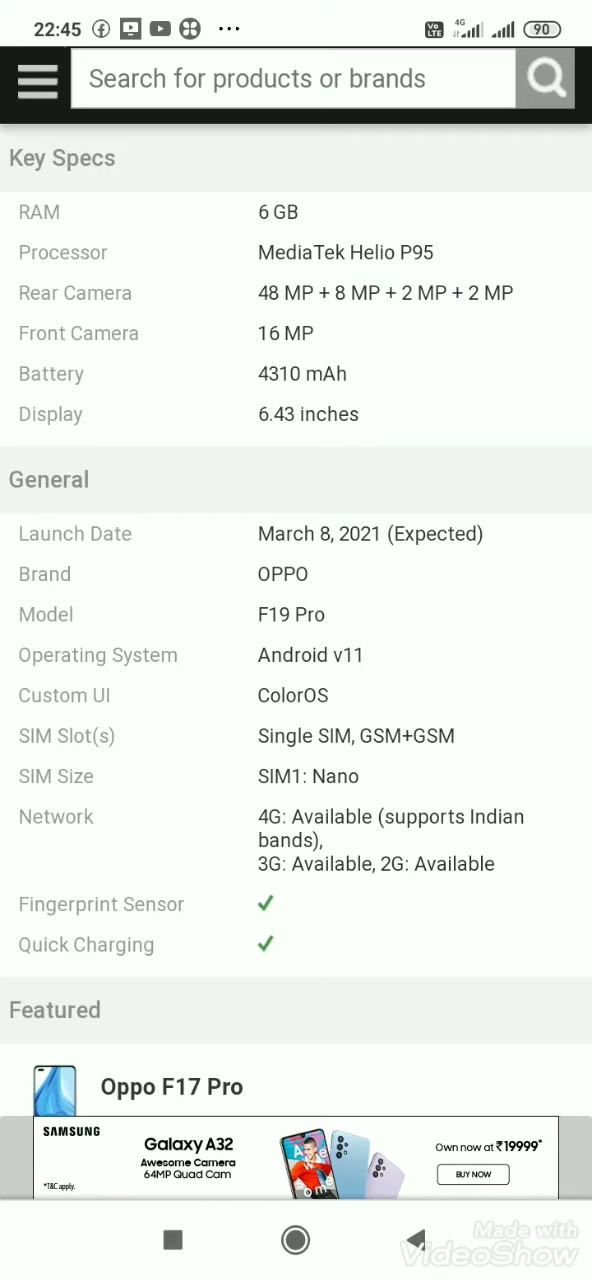 22:45
Vo LTE
4G
90
Search for products or brands
Key Specs
RAM 6 GB
Processor MediaTek Helio P95
Rear Camera 48 MP + 8 MP + 2 MP + 2 MP
Front Camera 16 MP
Battery 4310 mAh
Display 6.43 inches
General
Launch Date March 8, 2021 (Expected)
Brand OPPO
Model F19 Pro
Operating System Android v11
Custom UI ColorOS
SIM Slot(s) Single SIM, GSM+GSM
SIM Size SIM1: Nano
Network 4G: Available (supports Indian
bands),
3G: Available, 2G: Available
Fingerprint Sensor
Quick Charging
Featured
Oppo F17 Pro
SAMSUNG
Galaxy A32
Awesome Camera
64MP Quad Cam
*T&C apply.
Own now at ₹19999*
BUY NOW
Made with
VideoShow